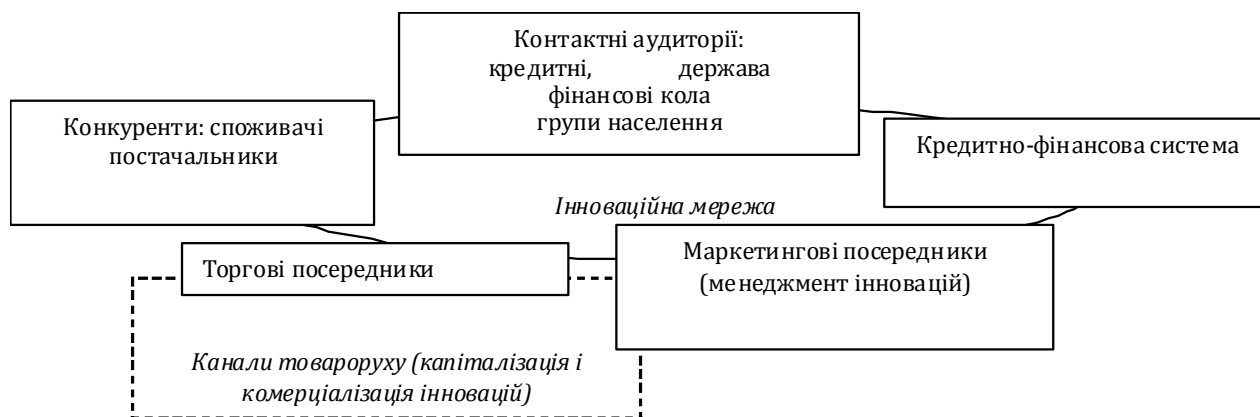 Контактні аудиторії:
кредитні, держава
фінансові кола
групи населення
Конкуренти: споживачі
постачальники
Кредитно-фінансова система
Інноваційна мережа
Торгові посередники
Маркетингові посередники
(менеджмент інновацій)
Канали товароруху (капіталізація і
комерціалізація інновацій)